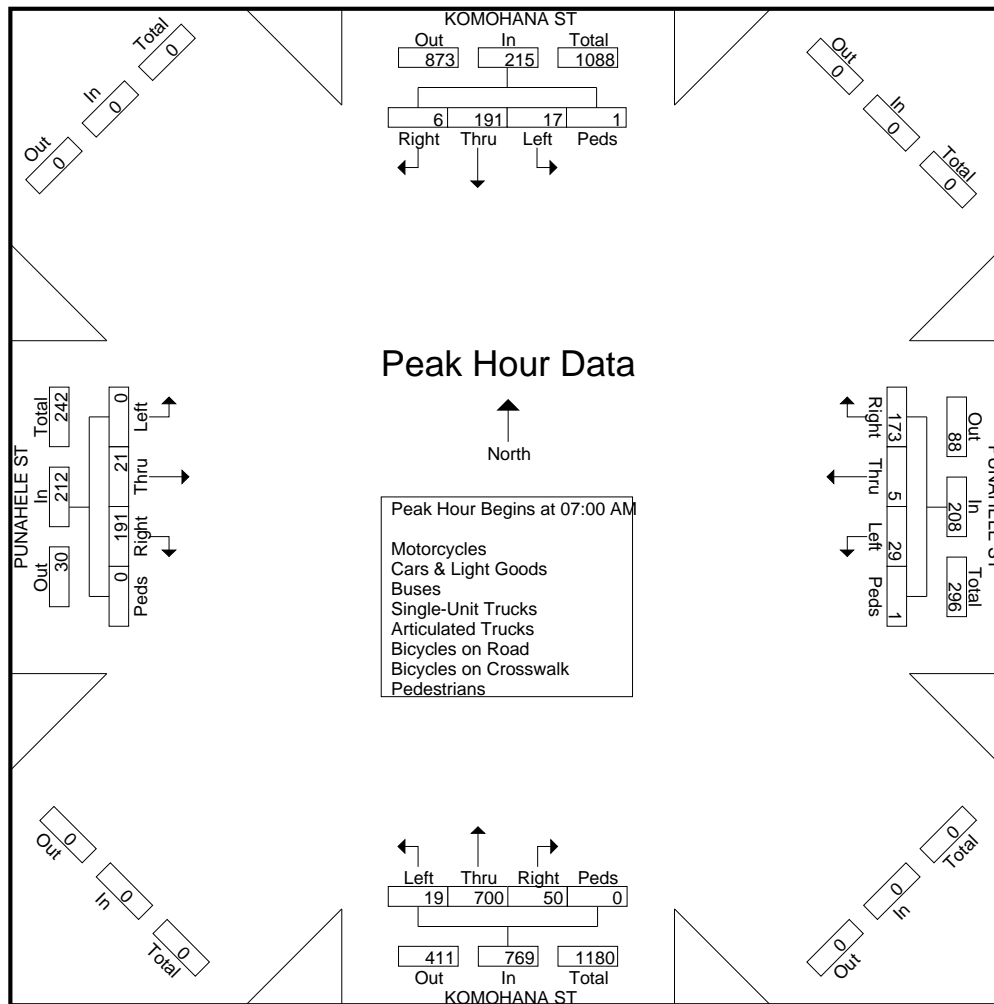 KOMOHANA ST
Out In Total
873 215 1088
6 191 17 1
Right Thru Left Peds
Total 0
In 0
Out 0
Out 0
In 0
Total 0
Peak Hour Data
North
PUNAHELE ST
Total 242
In 212
Out 30
0 Left
21 Thru
191 Right
0 Peds
Right 173
Thru 5
Left 29
Peds 1
Out 88
In 208
Total 296
PUNAHELE ST
Peak Hour Begins at 07:00 AM
Motorcycles
Cars & Light Goods
Buses
Single-Unit Trucks
Articulated Trucks
Bicycles on Road
Bicycles on Crosswalk
Pedestrians
0 Out
0 In
0 Total
0 Total
0 In
0 Out
Left Thru Right Peds
19 700 50 0
411 769 1180
Out In Total
KOMOHANA ST